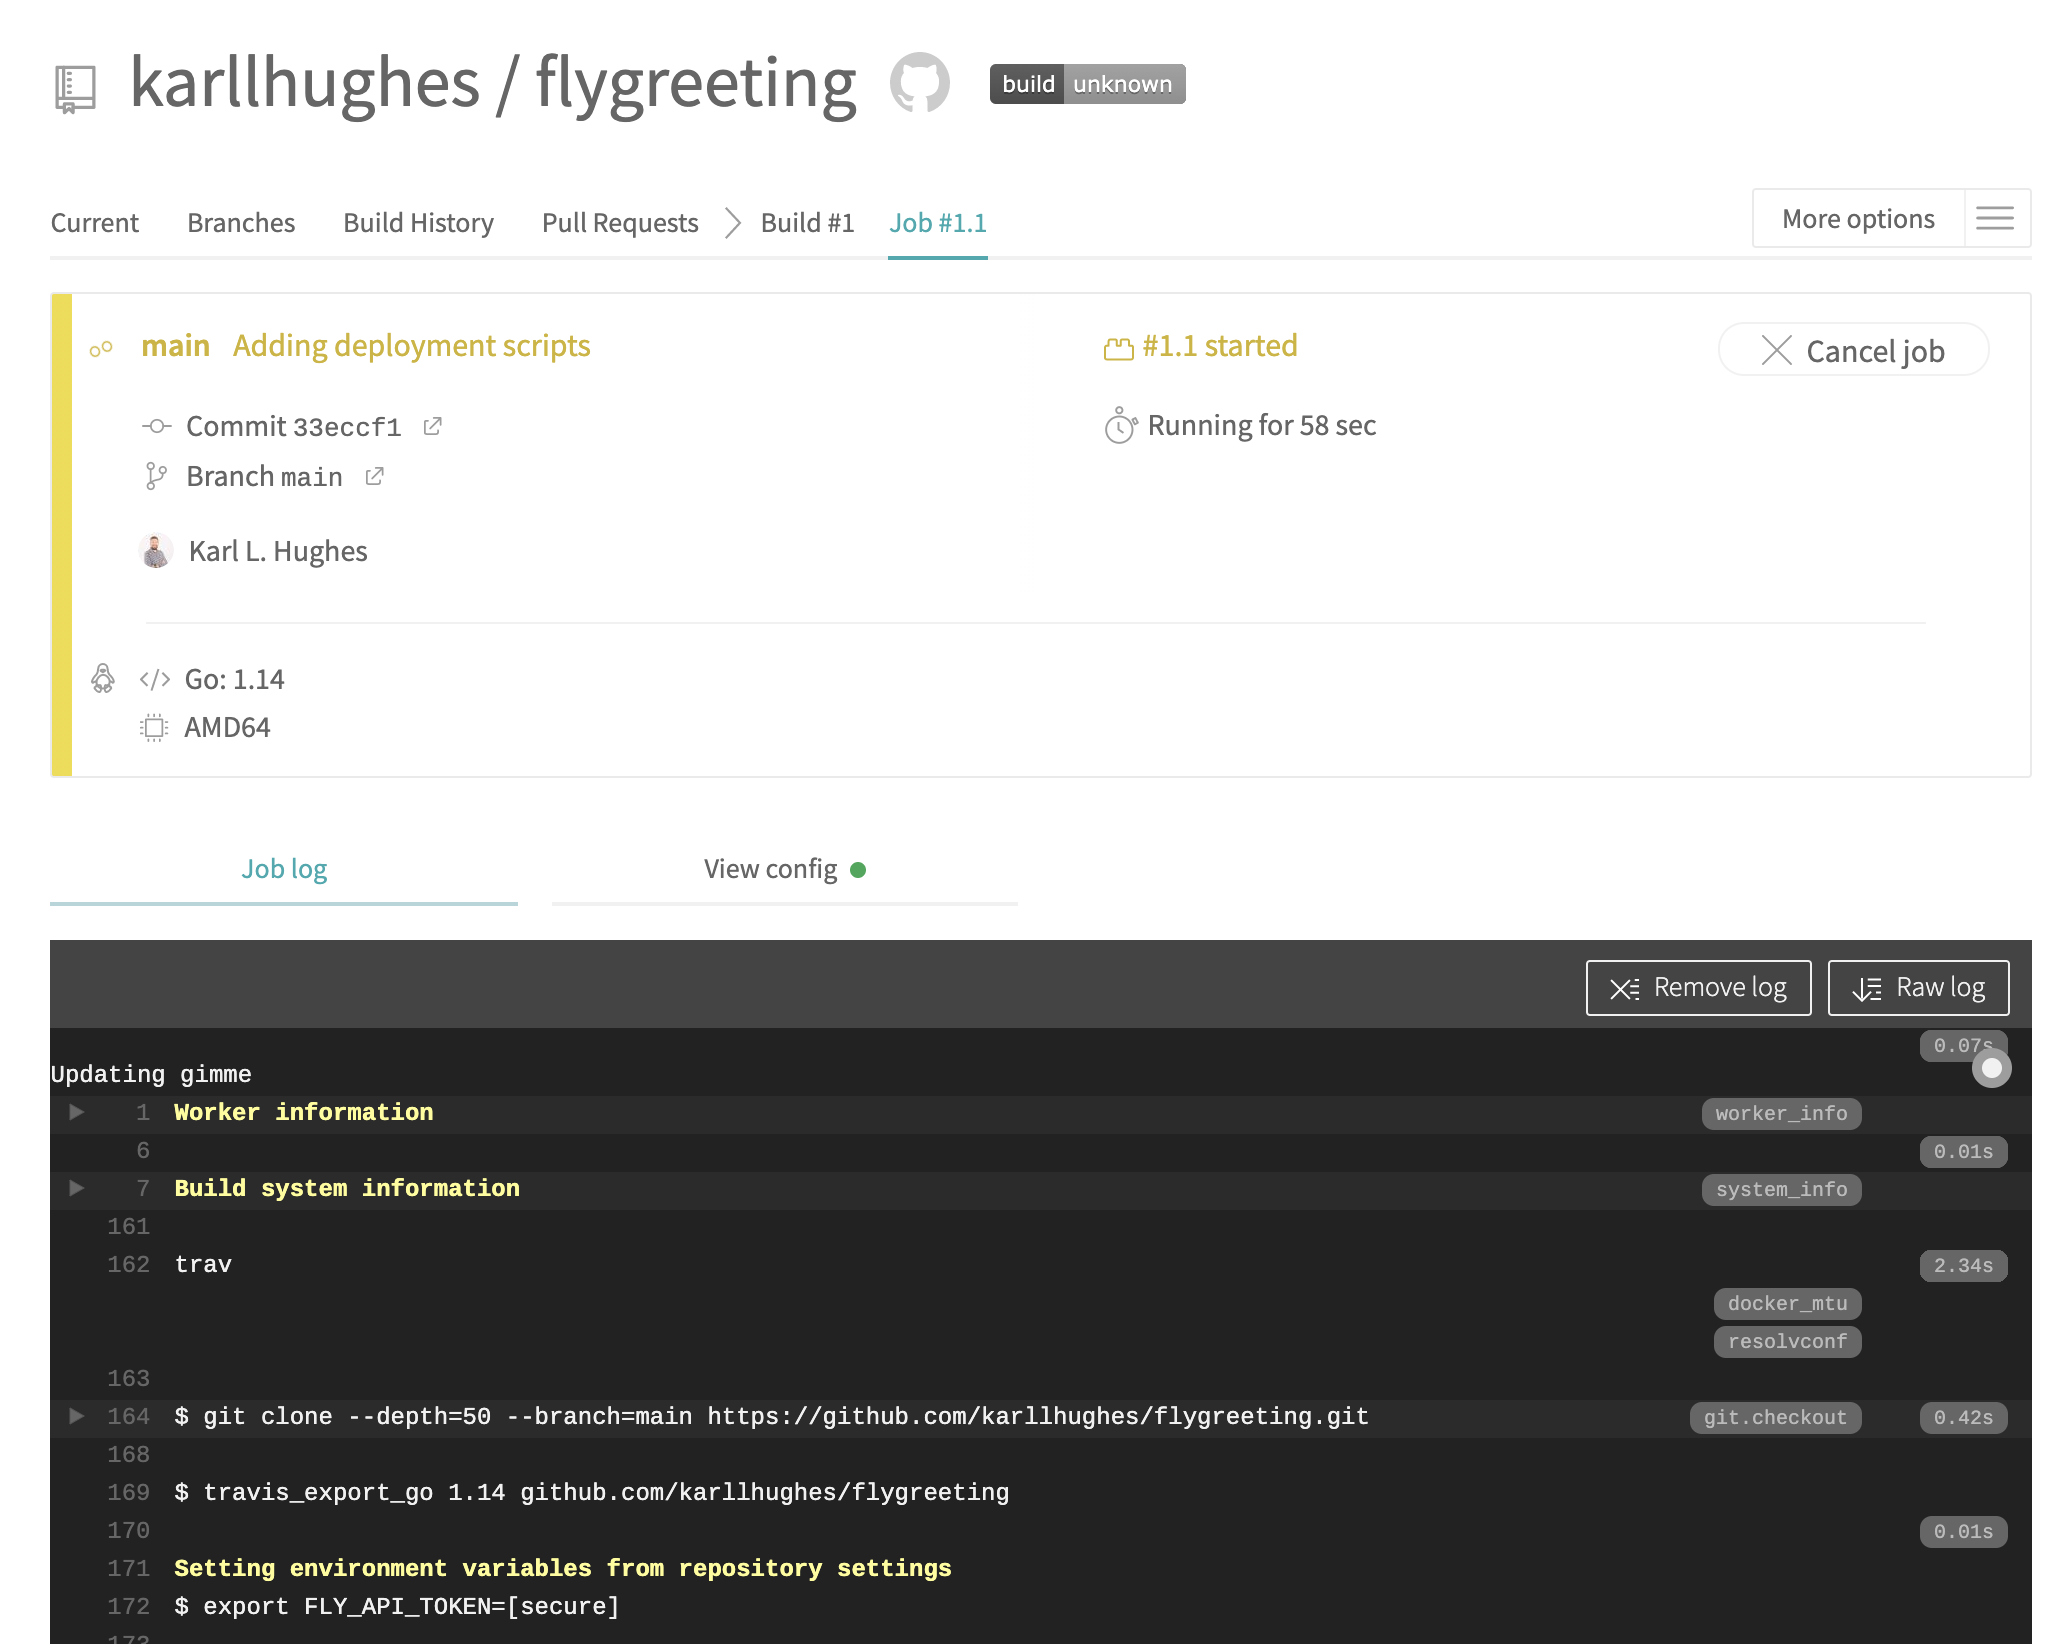 karllhughes / flygreeting build unknown
Current Branches Build History Pull Requests Build #1 Job #1.1 More options
main Adding deployment scripts
Commit 33eccf1
Branch main
Karl L. Hughes
#1.1 started
Running for 58 sec
Cancel job
</> Go: 1.14
AMD64
Job log View config
Remove log Raw log
0.07s
Updating gimme
1 Worker information worker_info
6 0.01s
7 Build system information system_info
161
162 trav 2.34s
docker_mtu
resolvconf
163
164 $ git clone --depth=50 --branch=main https://github.com/karllhughes/flygreeting.git git.checkout 0.42s
168
169 $ travis_export_go 1.14 github.com/karllhughes/flygreeting
170 0.01s
171 Setting environment variables from repository settings
172 $ export FLY_API_TOKEN=[secure]
173